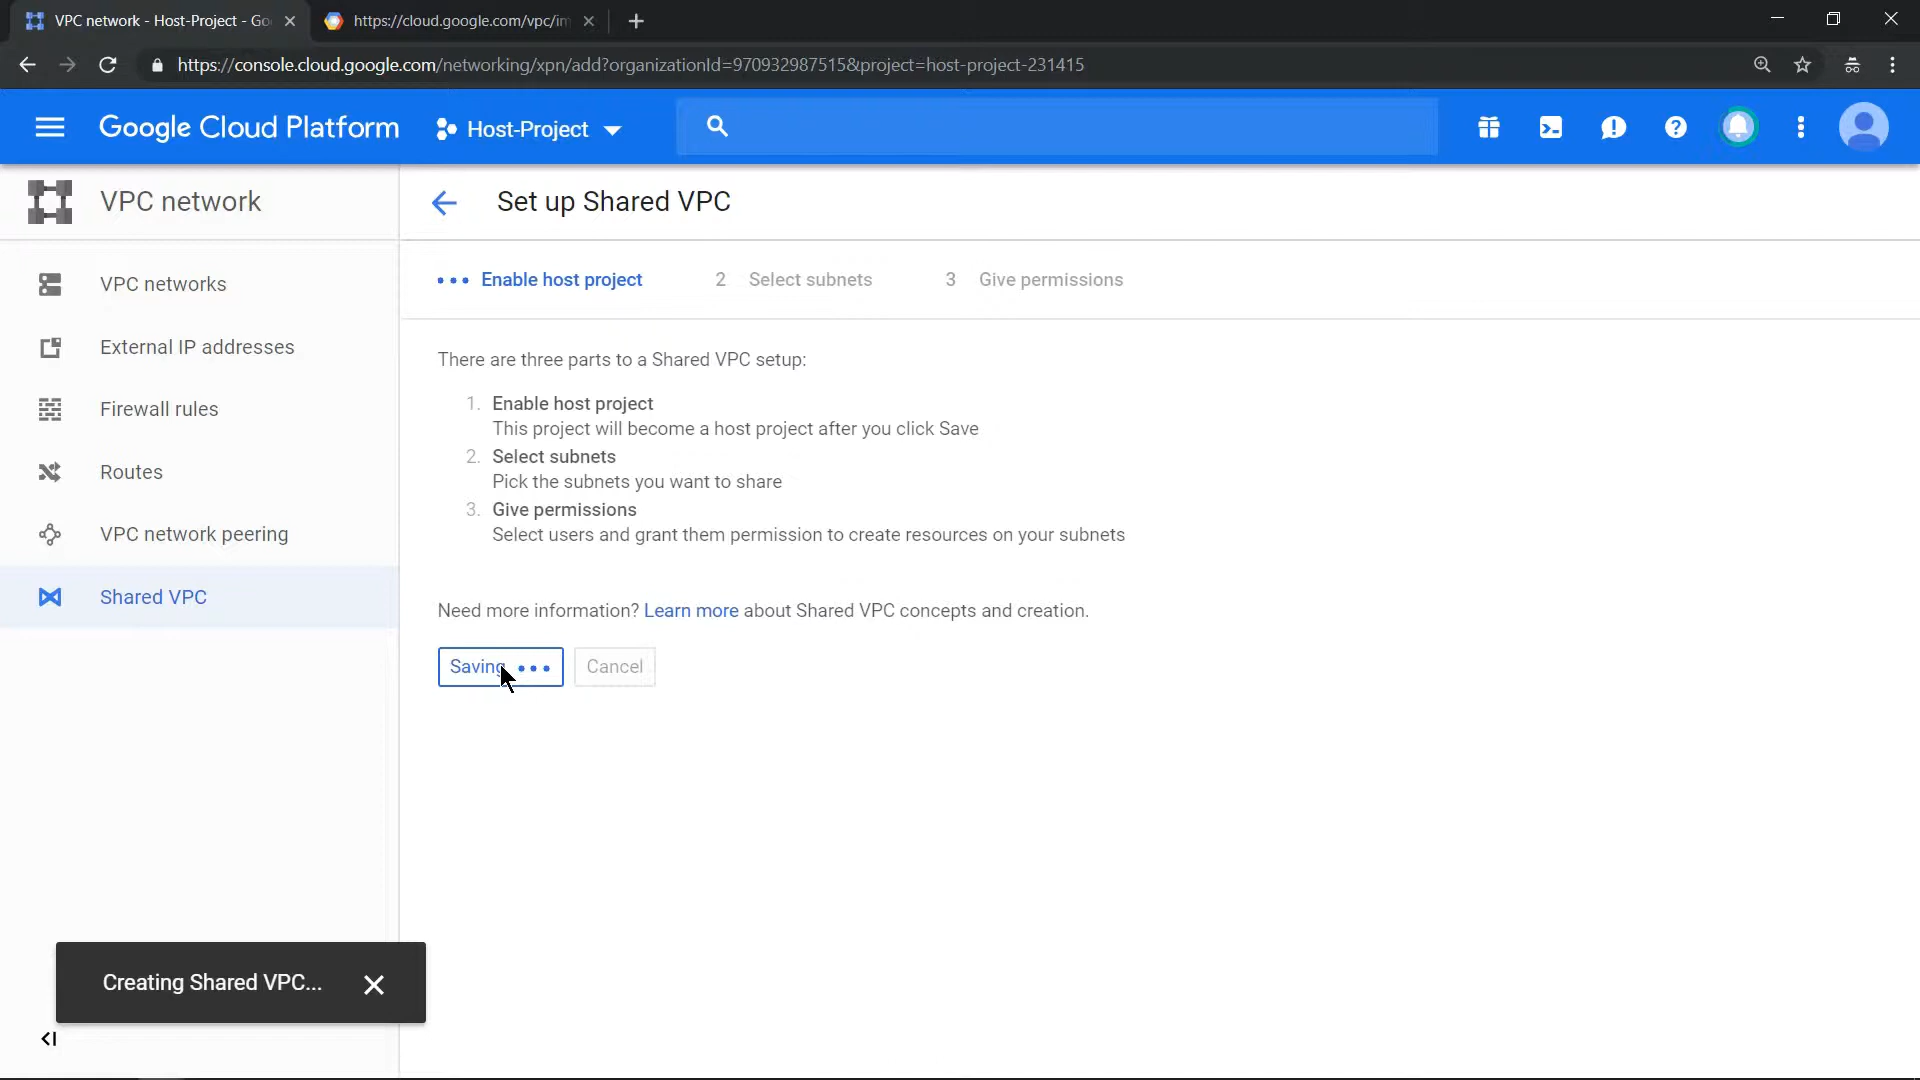 VPC network - Host-Project - Go
https://cloud.google.com/vpc/im
https://console.cloud.google.com/networking/xpn/add?organizationId=970932987515&project=host-project-231415
Google Cloud Platform
Host-Project
VPC network
Set up Shared VPC
VPC networks
External IP addresses
Firewall rules
Routes
VPC network peering
Shared VPC
Enable host project
2 Select subnets
3 Give permissions
There are three parts to a Shared VPC setup:
1. Enable host project
This project will become a host project after you click Save
2. Select subnets
Pick the subnets you want to share
3. Give permissions
Select users and grant them permission to create resources on your subnets
Need more information? Learn more about Shared VPC concepts and creation.
Saving
Cancel
Creating Shared VPC...